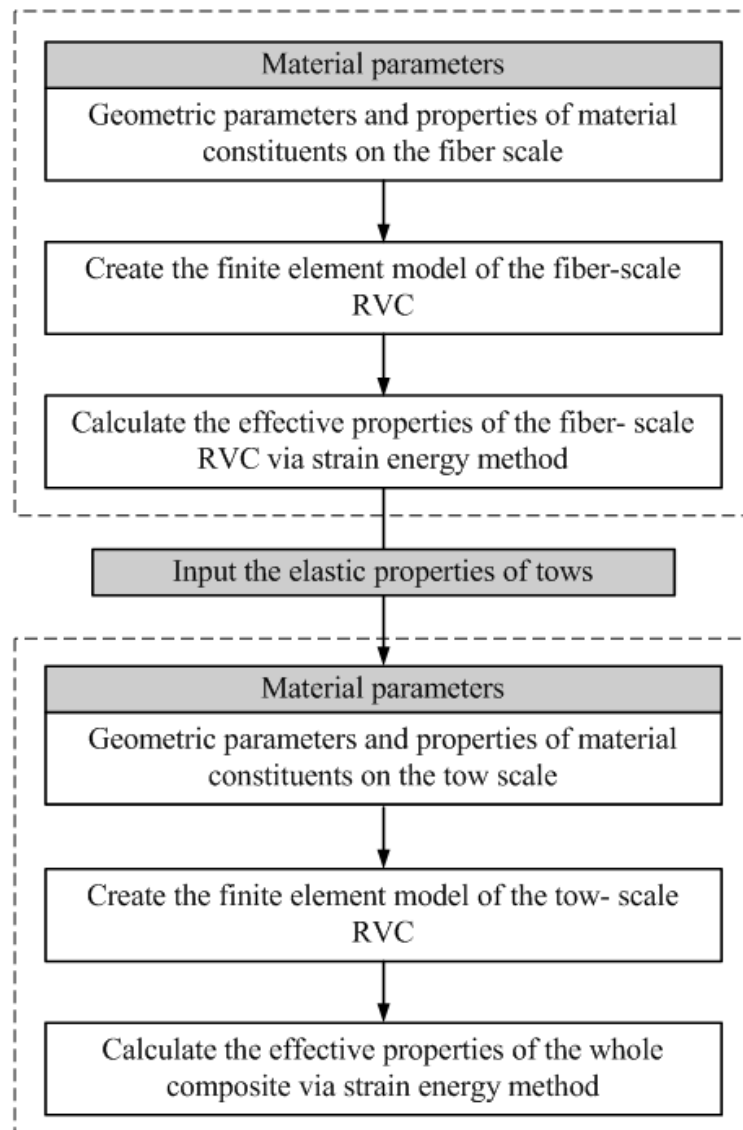 Material parameters
Geometric parameters and properties of material
constituents on the fiber scale
Create the finite element model of the fiber-scale
RVC
Calculate the effective properties of the fiber- scale
RVC via strain energy method
Input the elastic properties of tows
Material parameters
Geometric parameters and properties of material
constituents on the tow scale
Create the finite element model of the tow- scale
RVC
Calculate the effective properties of the whole
composite via strain energy method